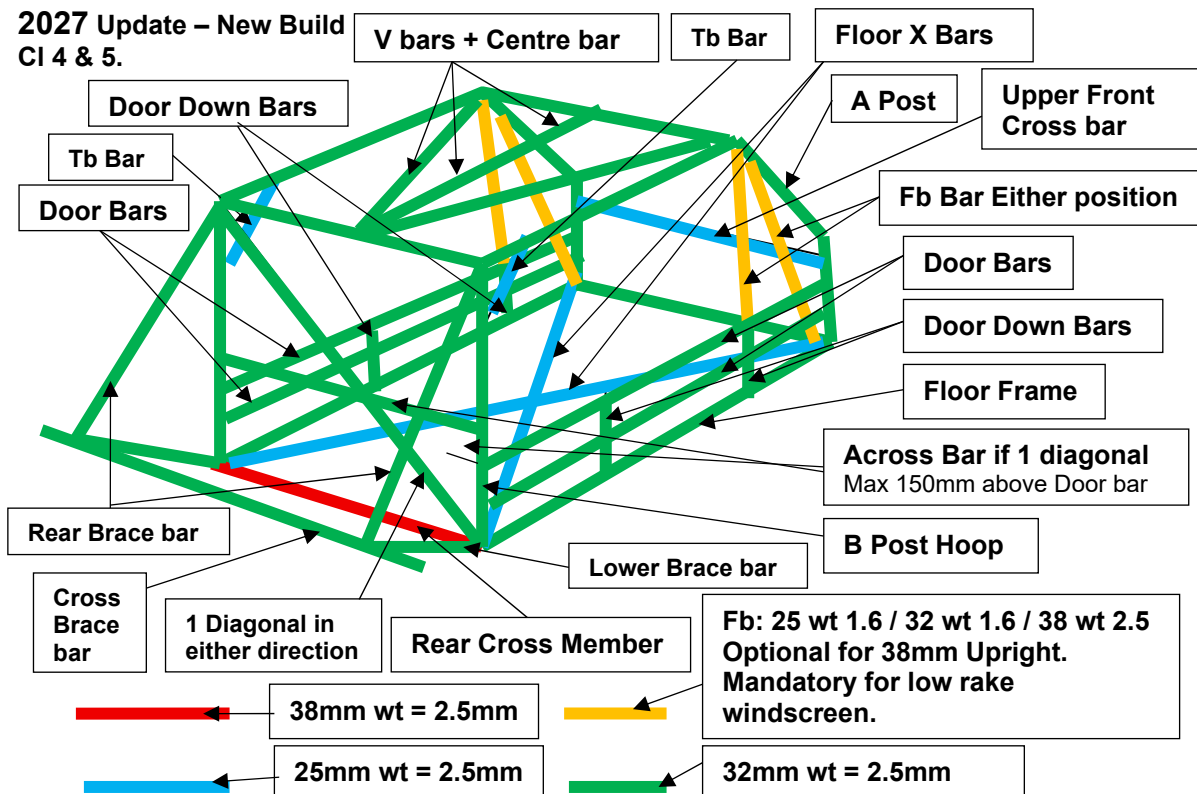 2027 Update – New Build
Cl 4 & 5.
V bars + Centre bar
Tb Bar
Floor X Bars
Door Down Bars
A Post
Upper Front
Cross bar
Tb Bar
Door Bars
Fb Bar Either position
Door Bars
Door Down Bars
Floor Frame
Across Bar if 1 diagonal
Max 150mm above Door bar
Rear Brace bar
B Post Hoop
Lower Brace bar
Cross
Brace
bar
1 Diagonal in
either direction
Rear Cross Member
Fb: 25 wt 1.6 / 32 wt 1.6 / 38 wt 2.5
Optional for 38mm Upright.
Mandatory for low rake
windscreen.
38mm wt = 2.5mm
25mm wt = 2.5mm
32mm wt = 2.5mm